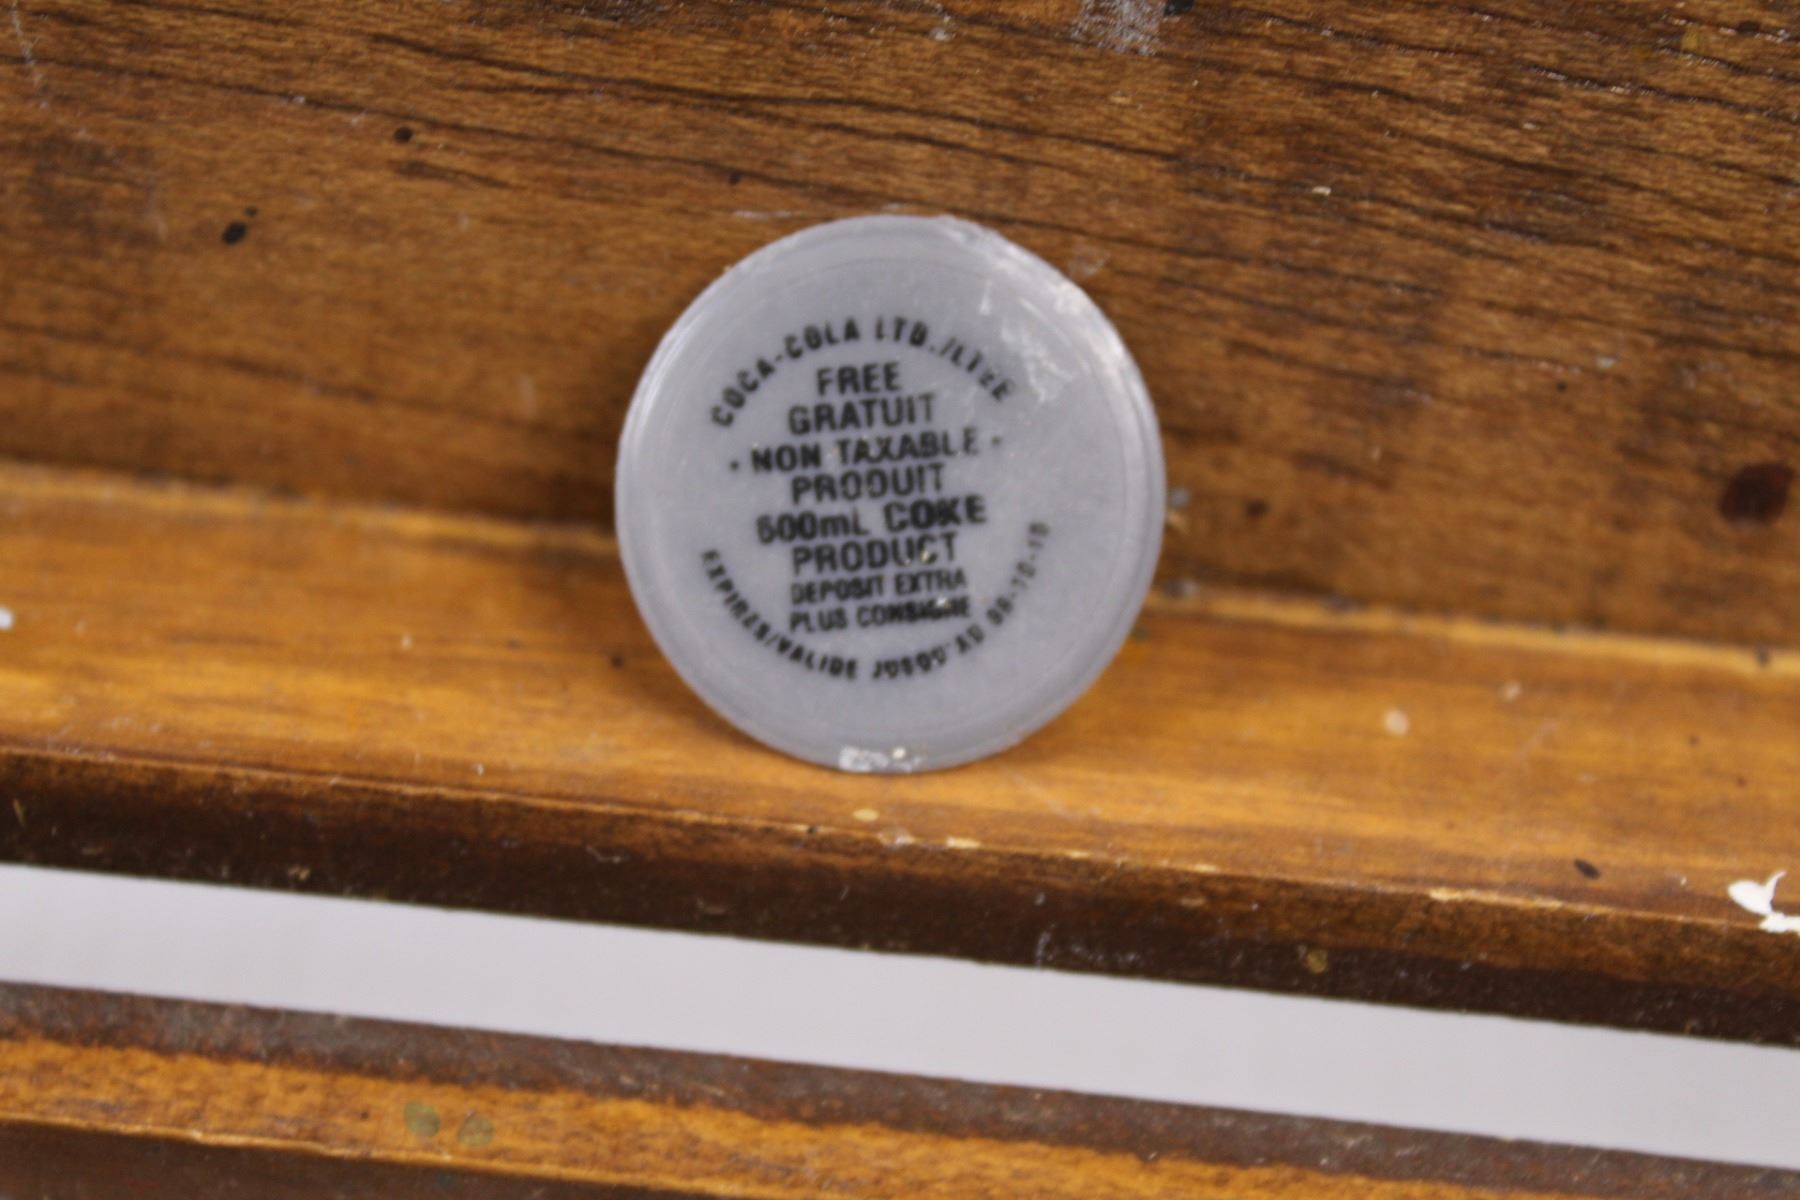 COCA-COLA LTD./LTEE
FREE
GRATUIT
• NON TAXABLE •
PRODUIT
600mL COKE
PRODUCT
DEPOSIT EXTRA
PLUS CONSIGNE
EXPIRES/VALIDE JUSQU'AU